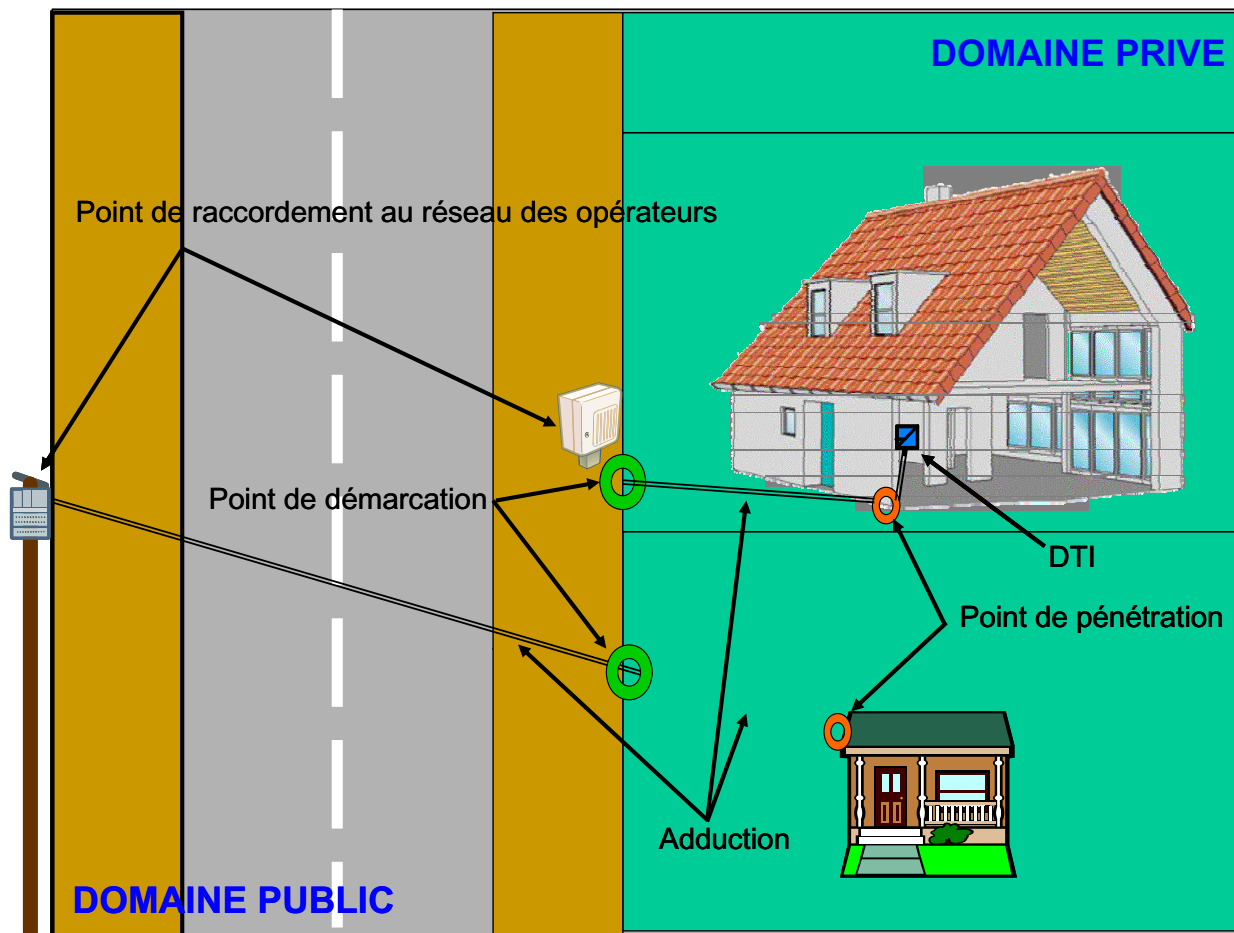 DOMAINE PRIVE
Point de raccordement au réseau des opérateurs
Point de démarcation
DTI
Point de pénétration
Adduction
DOMAINE PUBLIC